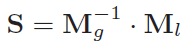 S = M_g^{-1} · M_l